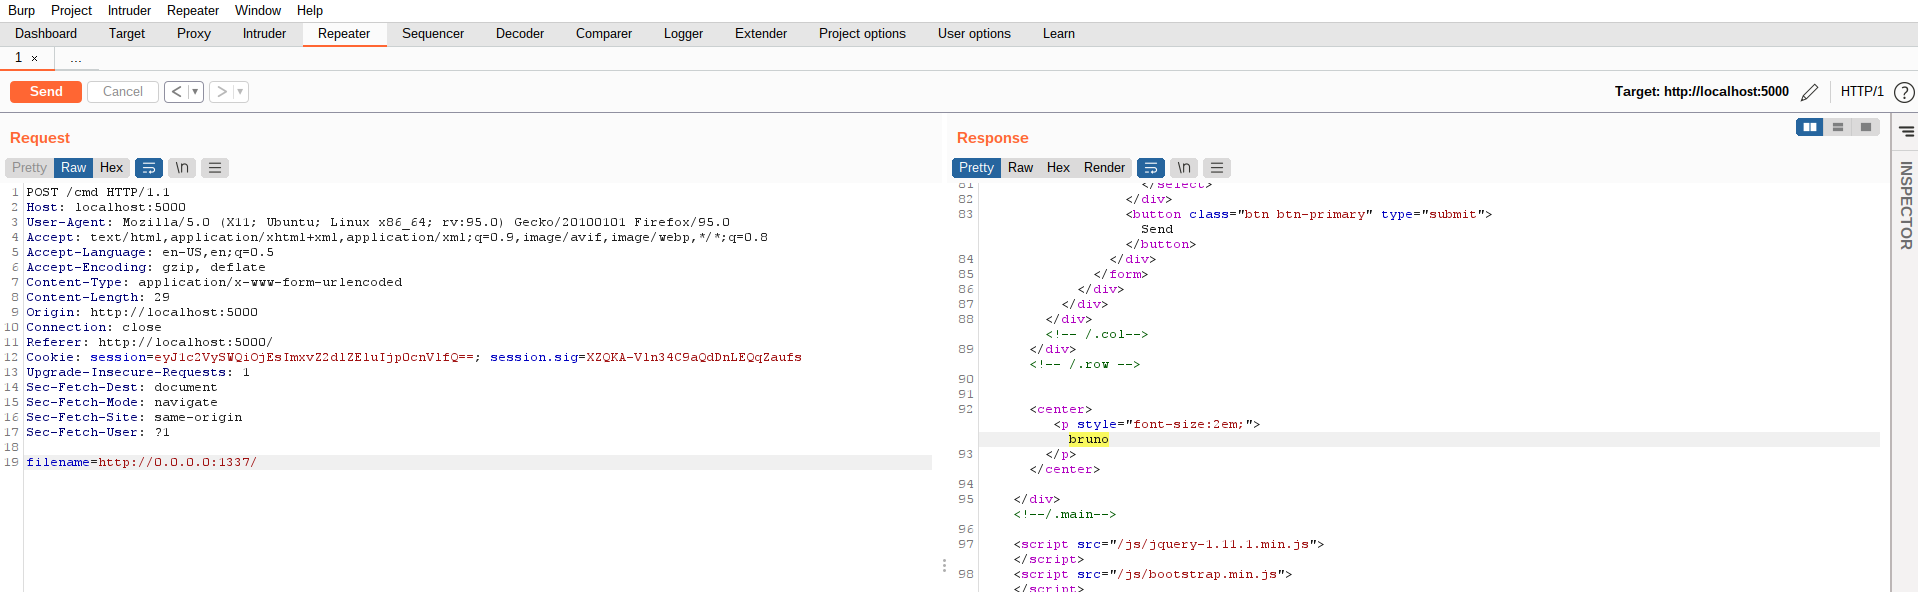 Burp Project Intruder Repeater Window Help
Dashboard Target Proxy Intruder Repeater Sequencer Decoder Comparer Logger Extender Project options User options Learn
1 × ...
Send Cancel < ▾ > ▾ Target: http://localhost:5000 HTTP/1 ?
Request
Pretty Raw Hex \n
1 POST /cmd HTTP/1.1
2 Host: localhost:5000
3 User-Agent: Mozilla/5.0 (X11; Ubuntu; Linux x86_64; rv:95.0) Gecko/20100101 Firefox/95.0
4 Accept: text/html,application/xhtml+xml,application/xml;q=0.9,image/avif,image/webp,*/*;q=0.8
5 Accept-Language: en-US,en;q=0.5
6 Accept-Encoding: gzip, deflate
7 Content-Type: application/x-www-form-urlencoded
8 Content-Length: 29
9 Origin: http://localhost:5000
10 Connection: close
11 Referer: http://localhost:5000/
12 Cookie: session=eyJ1c2VySWQiOjEsImxvZ2dlZEluIjp0cnVlfQ==; session.sig=XZQKA-Vln34C9aQdDnLEQqZaufs
13 Upgrade-Insecure-Requests: 1
14 Sec-Fetch-Dest: document
15 Sec-Fetch-Mode: navigate
16 Sec-Fetch-Site: same-origin
17 Sec-Fetch-User: ?1
18
19 filename=http://0.0.0.0:1337/
Response
Pretty Raw Hex Render \n
81 </select>
82 </div>
83 <button class="btn btn-primary" type="submit">
Send
</button>
84 </div>
85 </form>
86 </div>
87 </div>
88 </div>
<!-- /.col-->
89 </div>
<!-- /.row -->
90
91
92 <center>
<p style="font-size:2em;">
bruno
93 </p>
</center>
94
95 </div>
<!--/.main-->
96
97 <script src="/js/jquery-1.11.1.min.js">
</script>
98 <script src="/js/bootstrap.min.js">
</script>
INSPECTOR